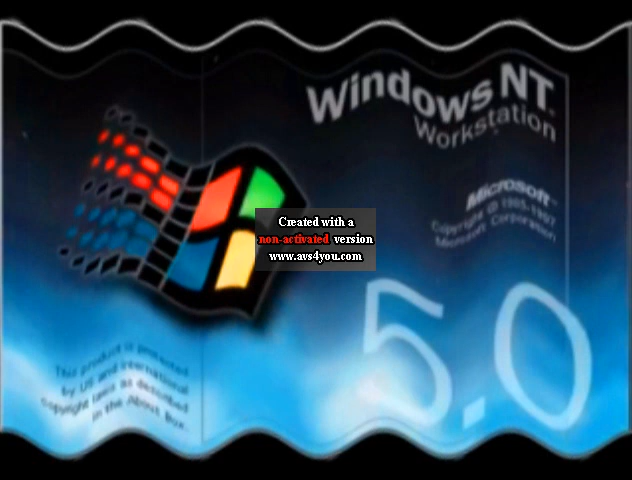 Windows NT
Workstation
Microsoft
Copyright © 1985-1997
Microsoft Corporation
Created with a
non-activated version
www.avs4you.com
5.0
This product is protected
by US and international
copyright laws as described
in the About Box.